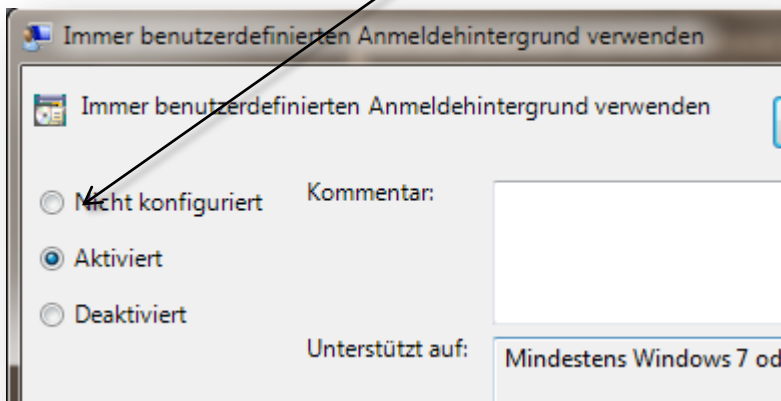 Immer benutzerdefinierten Anmeldehintergrund verwenden
Immer benutzerdefinierten Anmeldehintergrund verwenden
Nicht konfiguriert
Kommentar:
Aktiviert
Deaktiviert
Unterstützt auf:
Mindestens Windows 7 od